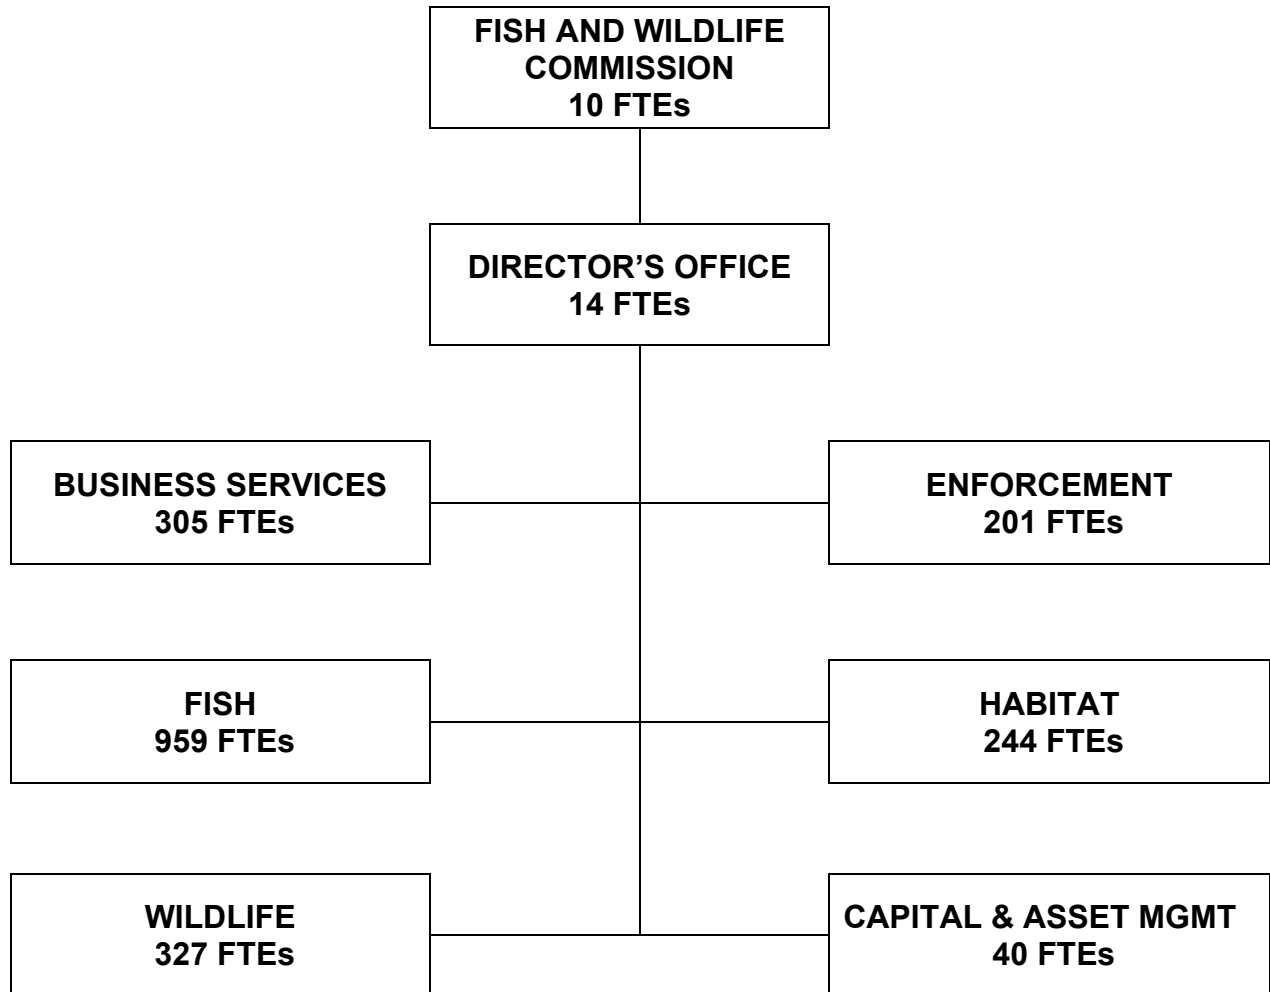 FISH AND WILDLIFE
COMMISSION
10 FTEs
DIRECTOR’S OFFICE
14 FTEs
BUSINESS SERVICES
305 FTEs
ENFORCEMENT
201 FTEs
FISH
959 FTEs
HABITAT
244 FTEs
WILDLIFE
327 FTEs
CAPITAL & ASSET MGMT
40 FTEs